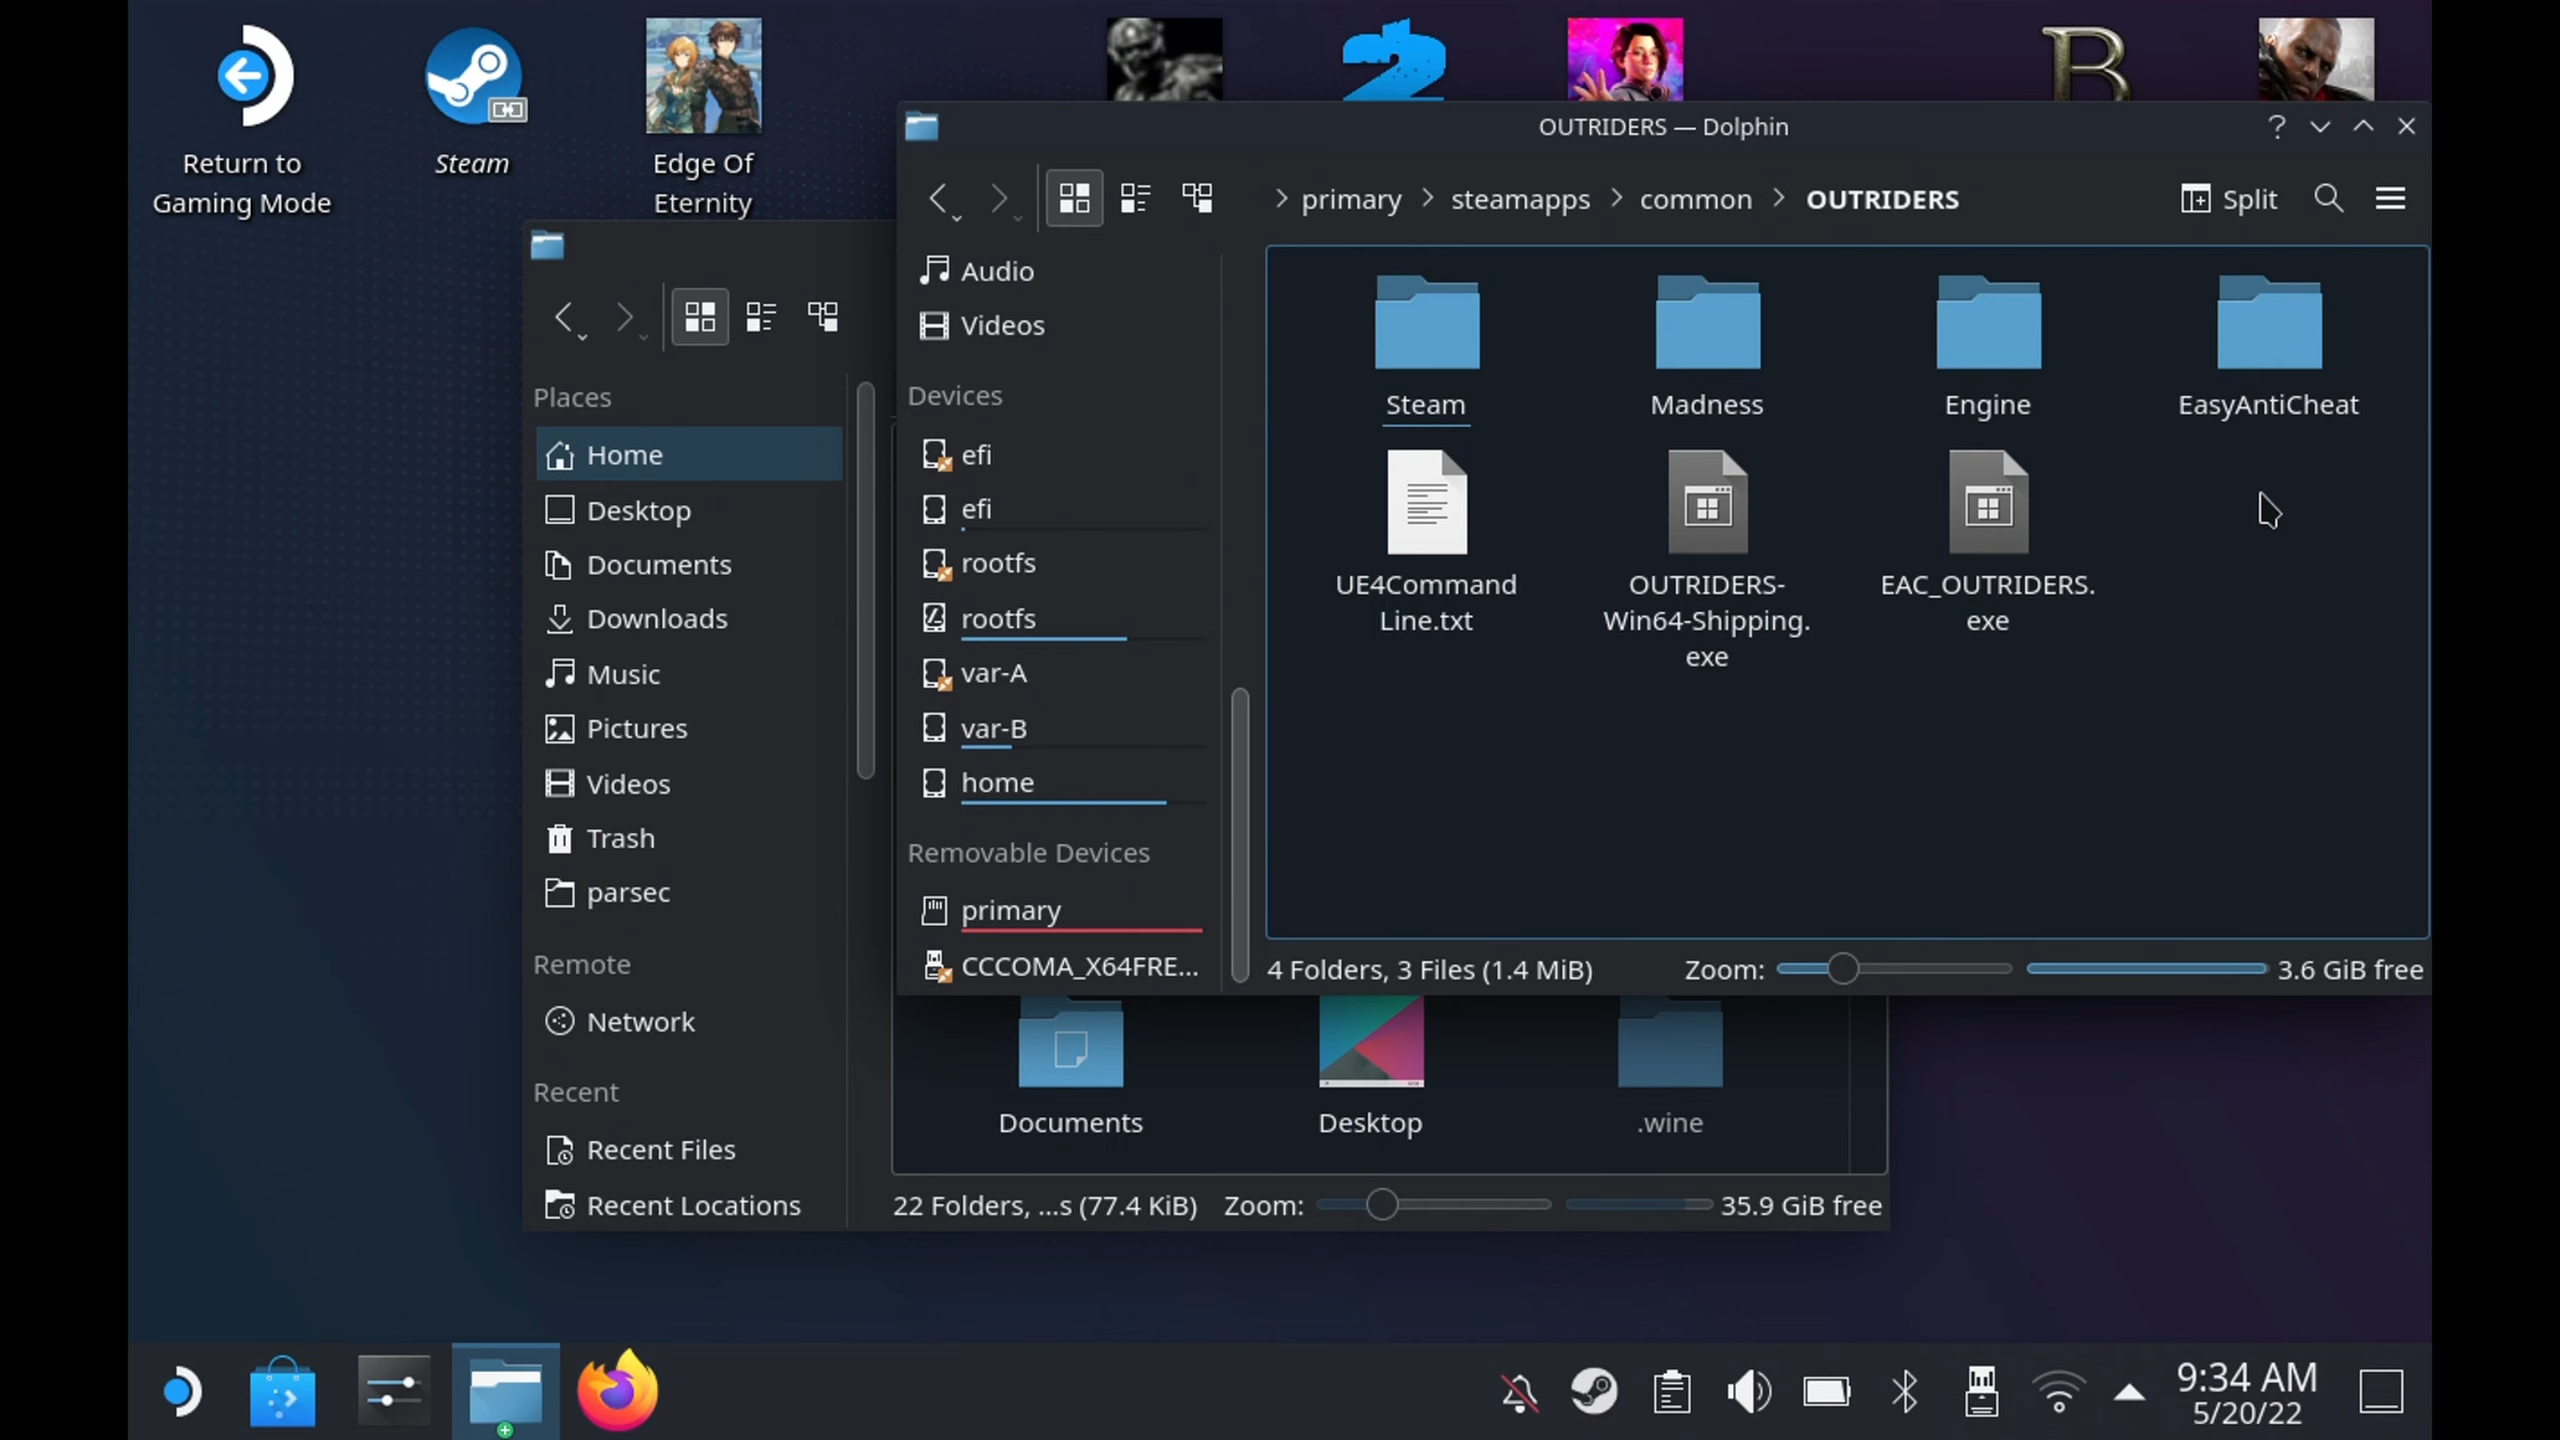 Return to
Gaming Mode
Steam
Edge Of
Eternity
2
B
OUTRIDERS — Dolphin
primary
steamapps
common
OUTRIDERS
Split
Audio
Videos
Devices
efi
efi
rootfs
rootfs
var-A
var-B
home
Removable Devices
primary
CCCOMA_X64FRE...
Steam
Madness
Engine
EasyAntiCheat
UE4Command
Line.txt
OUTRIDERS-
Win64-Shipping.
exe
EAC_OUTRIDERS.
exe
4 Folders, 3 Files (1.4 MiB)
Zoom:
3.6 GiB free
Places
Home
Desktop
Documents
Downloads
Music
Pictures
Videos
Trash
parsec
Remote
Network
Recent
Recent Files
Recent Locations
Documents
Desktop
.wine
22 Folders, ...s (77.4 KiB)
Zoom:
35.9 GiB free
9:34 AM
5/20/22